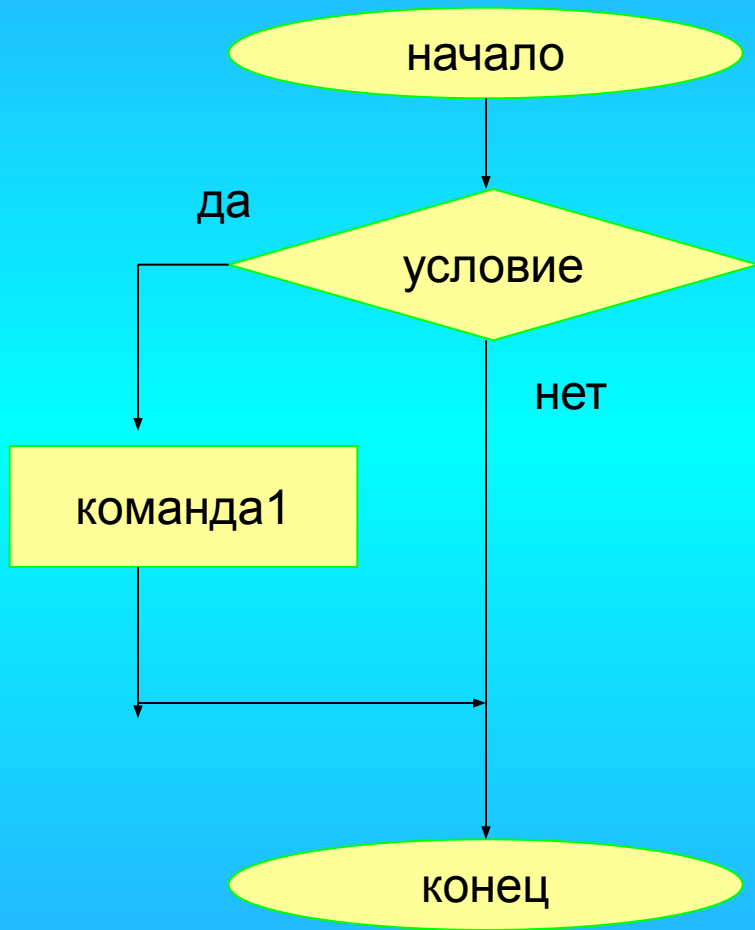 начало
да
условие
нет
команда1
конец